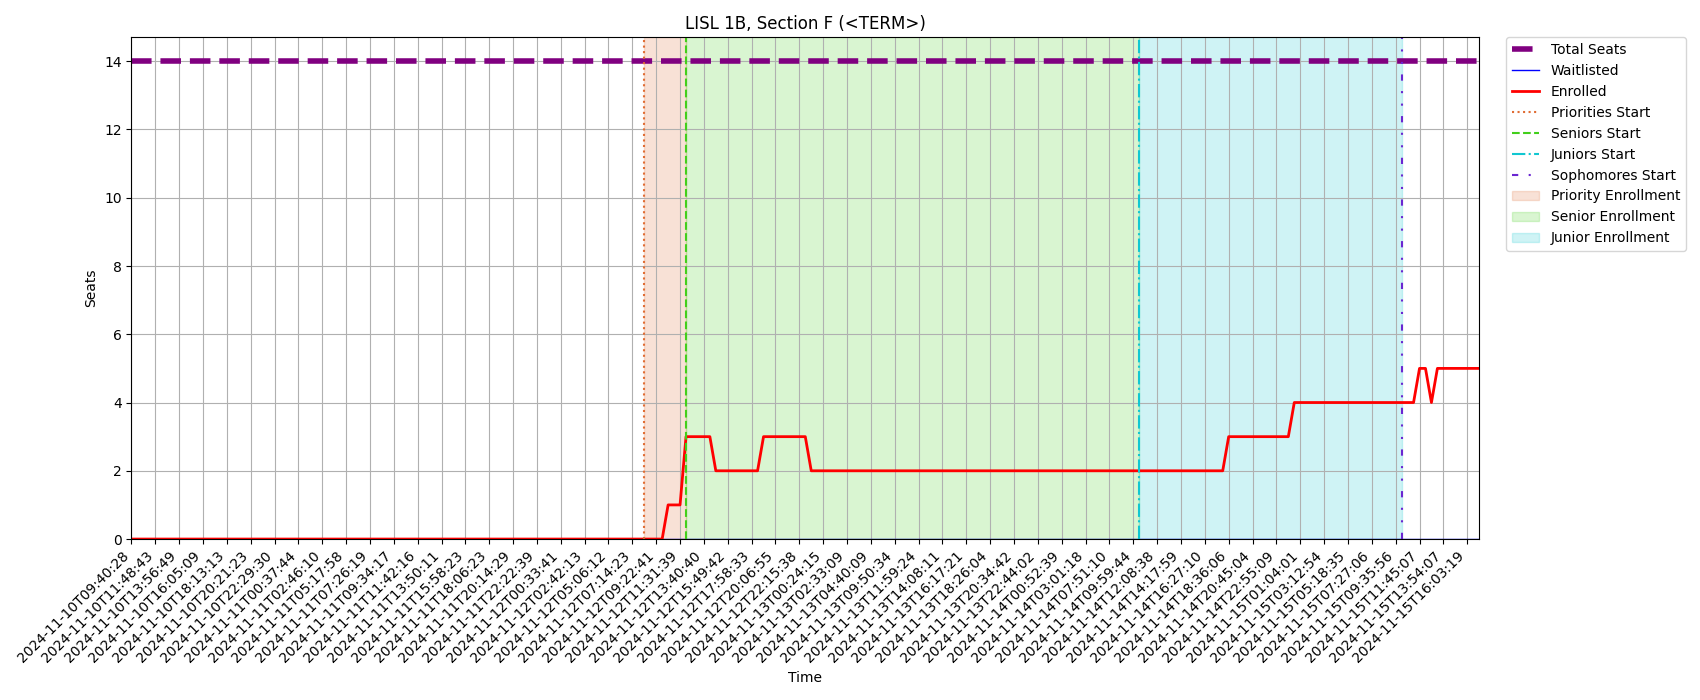 LISL 1B, Section F (<TERM>)
Total Seats
Waitlisted
Enrolled
Priorities Start
Seniors Start
Juniors Start
Sophomores Start
Priority Enrollment
Senior Enrollment
Junior Enrollment
Seats
14
12
10
8
6
4
2
0
2024-11-10T09:40:28
2024-11-10T11:48:43
2024-11-10T13:56:49
2024-11-10T16:05:09
2024-11-10T18:13:13
2024-11-10T20:21:23
2024-11-10T22:29:30
2024-11-11T00:37:44
2024-11-11T02:46:10
2024-11-11T05:17:58
2024-11-11T07:26:19
2024-11-11T09:34:17
2024-11-11T11:42:16
2024-11-11T13:50:11
2024-11-11T15:58:23
2024-11-11T18:06:23
2024-11-11T20:14:29
2024-11-11T22:22:39
2024-11-12T00:33:41
2024-11-12T02:42:13
2024-11-12T05:06:12
2024-11-12T07:14:23
2024-11-12T09:22:41
2024-11-12T11:31:39
2024-11-12T13:40:40
2024-11-12T15:49:42
2024-11-12T17:58:33
2024-11-12T20:06:55
2024-11-12T22:15:38
2024-11-13T00:24:15
2024-11-13T02:33:09
2024-11-13T04:40:09
2024-11-13T09:50:34
2024-11-13T11:59:24
2024-11-13T14:08:11
2024-11-13T16:17:21
2024-11-13T18:26:04
2024-11-13T20:34:42
2024-11-13T22:44:02
2024-11-14T00:52:39
2024-11-14T03:01:18
2024-11-14T07:51:10
2024-11-14T09:59:44
2024-11-14T12:08:38
2024-11-14T14:17:59
2024-11-14T16:27:10
2024-11-14T18:36:06
2024-11-14T20:45:04
2024-11-14T22:55:09
2024-11-15T01:04:01
2024-11-15T03:12:54
2024-11-15T05:18:35
2024-11-15T07:27:06
2024-11-15T09:35:56
2024-11-15T11:45:07
2024-11-15T13:54:07
2024-11-15T16:03:19
Time